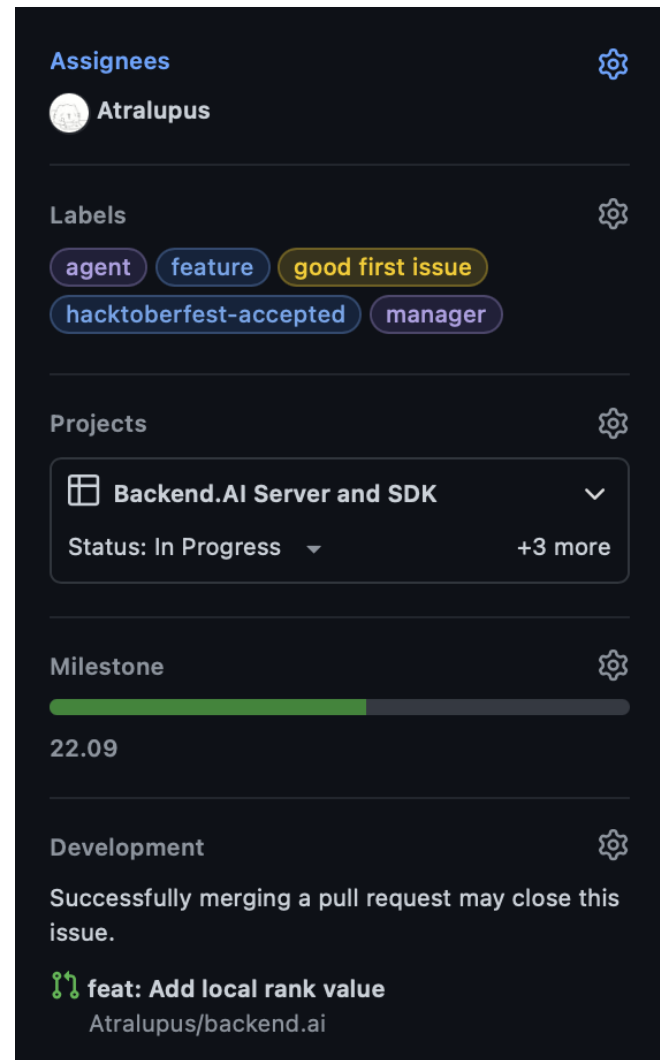 Assignees
Atralupus
Labels
agent feature good first issue
hacktoberfest-accepted manager
Projects
Backend.AI Server and SDK
Status: In Progress +3 more
Milestone
22.09
Development
Successfully merging a pull request may close this
issue.
feat: Add local rank value
Atralupus/backend.ai